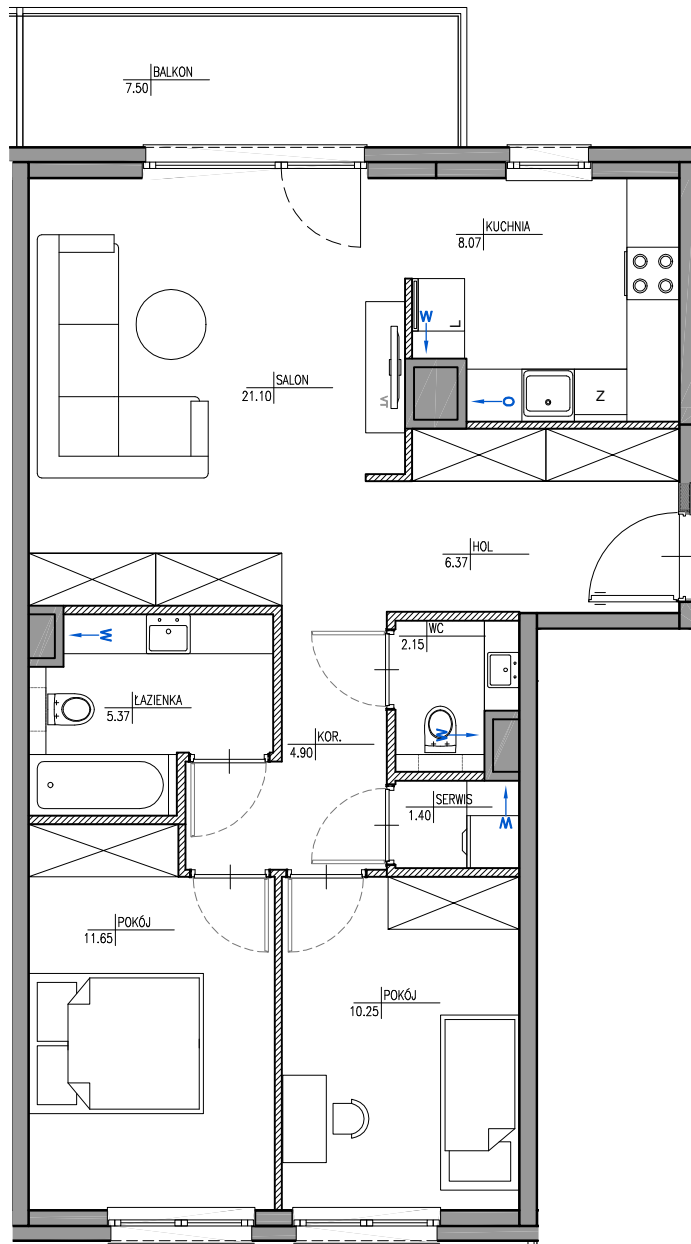 BALKON
7.50
KUCHNIA
8.07
W
L
SALON
21.10
TV
O
Z
HOL
6.37
W
WC
2.15
ŁAZIENKA
5.37
KOR.
4.90
W
SERWIS
1.40
W
POKÓJ
11.65
POKÓJ
10.25